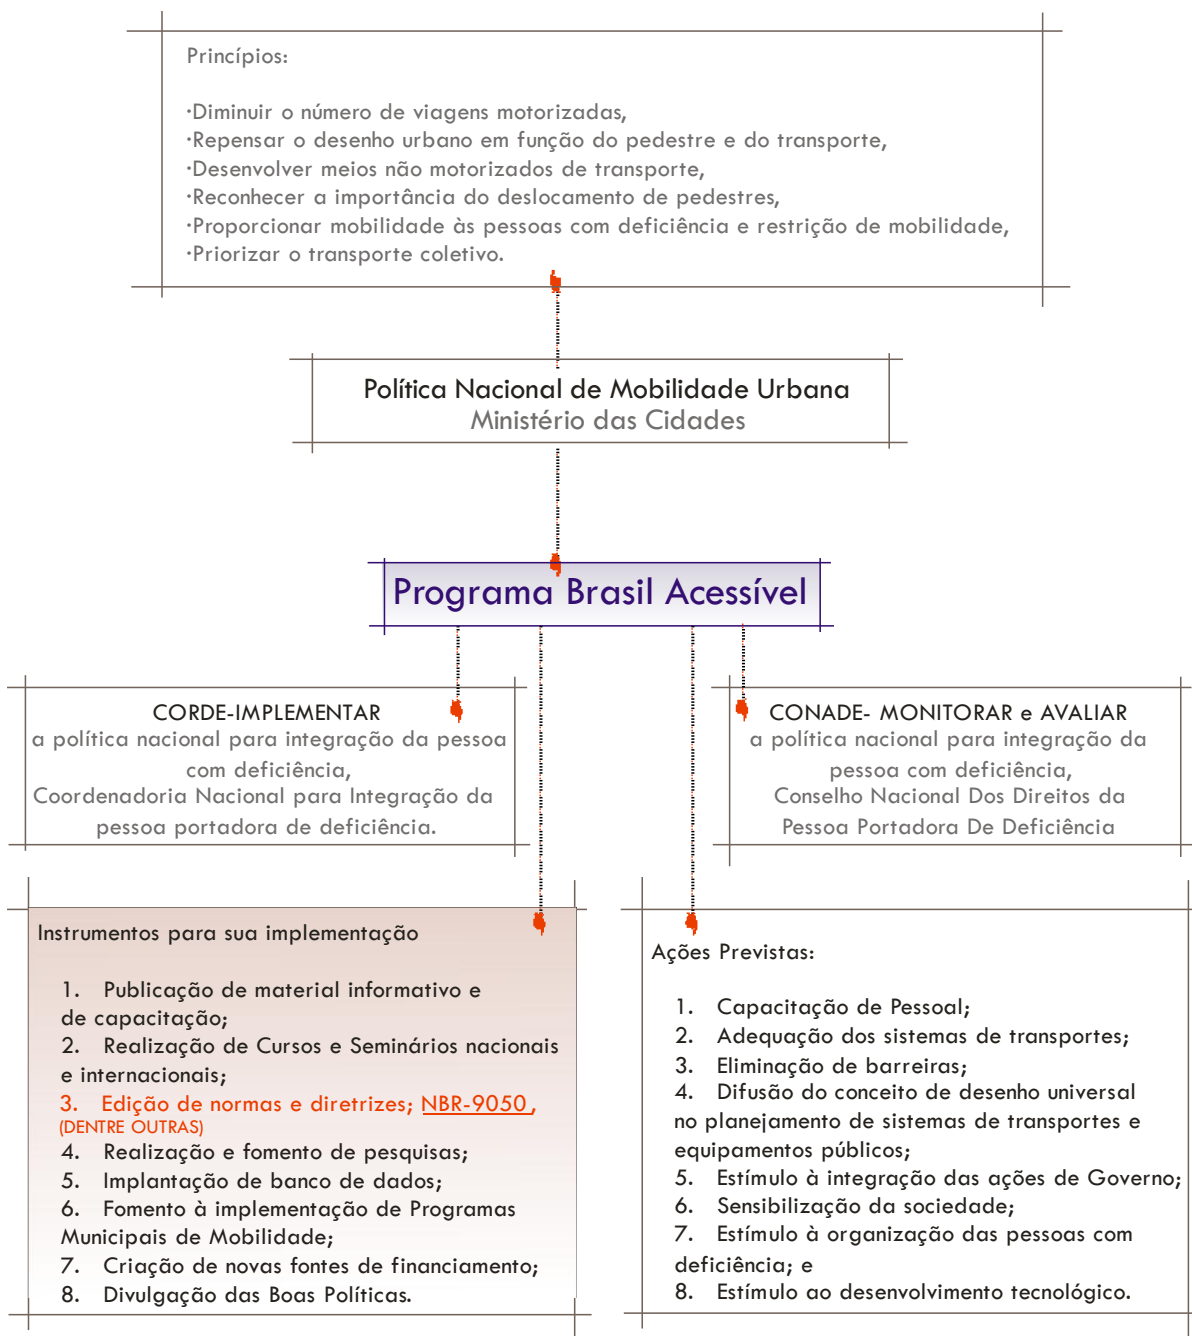 Princípios:
·Diminuir o número de viagens motorizadas,
·Repensar o desenho urbano em função do pedestre e do transporte,
·Desenvolver meios não motorizados de transporte,
·Reconhecer a importância do deslocamento de pedestres,
·Proporcionar mobilidade às pessoas com deficiência e restrição de mobilidade,
·Priorizar o transporte coletivo.
Política Nacional de Mobilidade Urbana
Ministério das Cidades
Programa Brasil Acessível
CORDE-IMPLEMENTAR
a política nacional para integração da pessoa
com deficiência,
Coordenadoria Nacional para Integração da
pessoa portadora de deficiência.
CONADE- MONITORAR e AVALIAR
a política nacional para integração da
pessoa com deficiência,
Conselho Nacional Dos Direitos da
Pessoa Portadora De Deficiência
Instrumentos para sua implementação
1. Publicação de material informativo e
de capacitação;
2. Realização de Cursos e Seminários nacionais
e internacionais;
3. Edição de normas e diretrizes; NBR-9050,
(DENTRE OUTRAS)
4. Realização e fomento de pesquisas;
5. Implantação de banco de dados;
6. Fomento à implementação de Programas
Municipais de Mobilidade;
7. Criação de novas fontes de financiamento;
8. Divulgação das Boas Políticas.
Ações Previstas:
1. Capacitação de Pessoal;
2. Adequação dos sistemas de transportes;
3. Eliminação de barreiras;
4. Difusão do conceito de desenho universal
no planejamento de sistemas de transportes e
equipamentos públicos;
5. Estímulo à integração das ações de Governo;
6. Sensibilização da sociedade;
7. Estímulo à organização das pessoas com
deficiência; e
8. Estímulo ao desenvolvimento tecnológico.